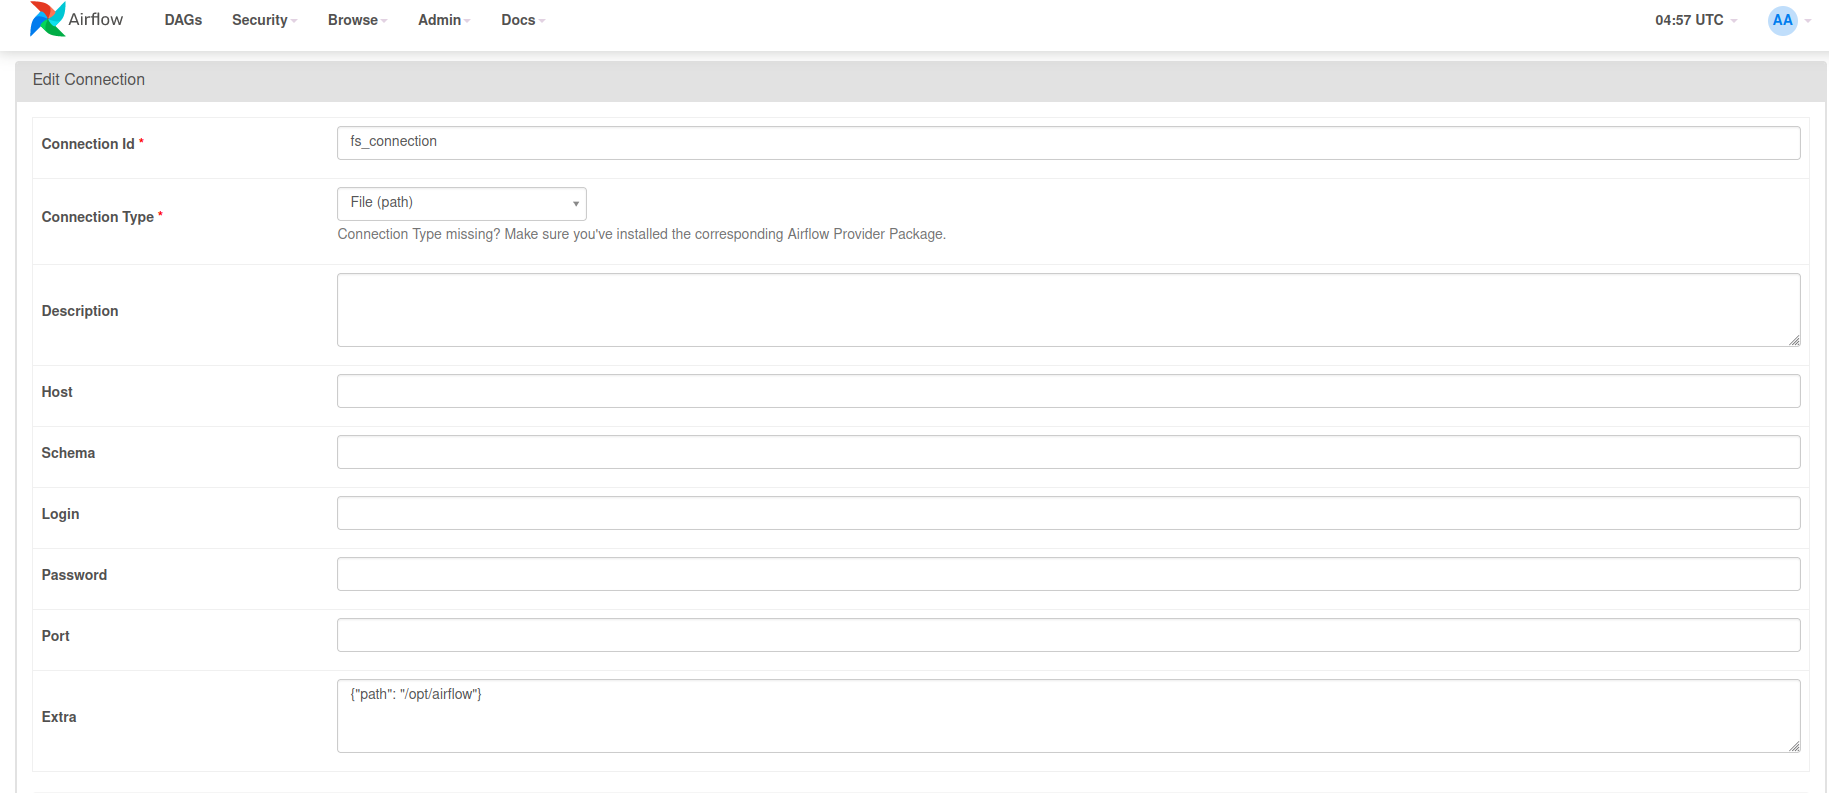 Airflow DAGs Security Browse Admin Docs 04:57 UTC AA
Edit Connection
Connection Id * fs_connection
Connection Type * File (path)
Connection Type missing? Make sure you've installed the corresponding Airflow Provider Package.
Description
Host
Schema
Login
Password
Port
Extra {"path": "/opt/airflow"}